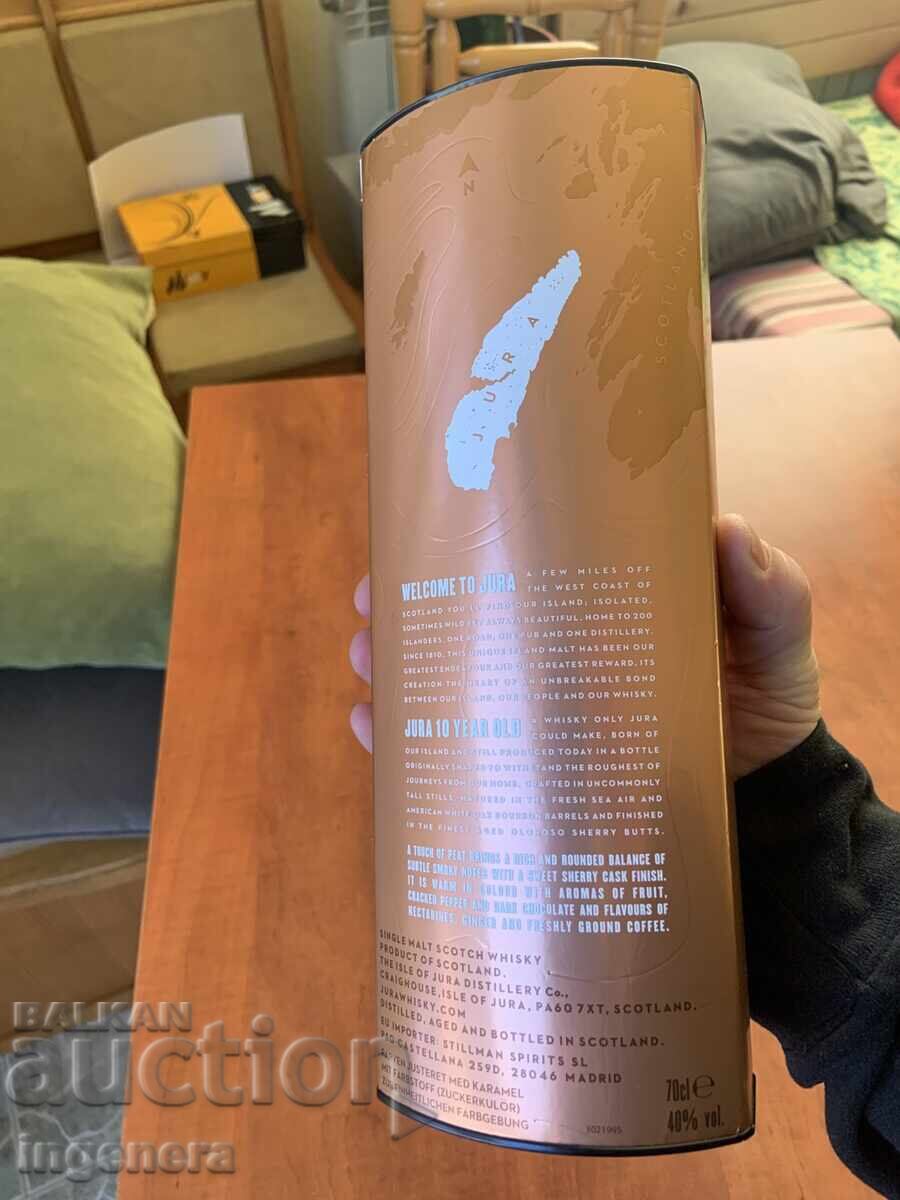 N
SCOTLAND
JURA
WELCOME TO JURA A FEW MILES OFF
THE WEST COAST OF
SCOTLAND YOU'LL FIND OUR ISLAND; ISOLATED,
SOMETIMES WILD YET ALWAYS BEAUTIFUL. HOME TO 200
ISLANDERS, ONE ROAD, ONE PUB AND ONE DISTILLERY.
SINCE 1810, THIS UNIQUE ISLAND MALT HAS BEEN OUR
GREATEST ENDEAVOUR AND OUR GREATEST REWARD. ITS
CREATION THE HEART OF AN UNBREAKABLE BOND
BETWEEN OUR ISLAND, OUR PEOPLE AND OUR WHISKY.
JURA 10 YEAR OLD A WHISKY ONLY JURA
COULD MAKE, BORN OF
OUR ISLAND AND STILL PRODUCED TODAY IN A BOTTLE
ORIGINALLY SHAPED TO WITHSTAND THE ROUGHEST OF
JOURNEYS FROM OUR HOME. CRAFTED IN UNCOMMONLY
TALL STILLS, MATURED IN THE FRESH SEA AIR AND
AMERICAN WHITE OAK BOURBON BARRELS AND FINISHED
IN THE FINEST AGED OLOROSO SHERRY BUTTS.
A TOUCH OF PEAT BRINGS A RICH AND ROUNDED BALANCE OF
SUBTLE SMOKY NOTES WITH A SWEET SHERRY CASK FINISH.
IT IS WARM IN COLOUR WITH AROMAS OF FRUIT,
CRACKED PEPPER AND DARK CHOCOLATE AND FLAVOURS OF
NECTARINES, GINGER AND FRESHLY GROUND COFFEE.
SINGLE MALT SCOTCH WHISKY
PRODUCT OF SCOTLAND.
THE ISLE OF JURA DISTILLERY Co.,
CRAIGHOUSE, ISLE OF JURA, PA60 7XT, SCOTLAND.
JURAWHISKY.COM
DISTILLED, AGED AND BOTTLED IN SCOTLAND.
EU IMPORTER: STILLMAN SPIRITS SL
PSO CASTELLANA 259D, 28046 MADRID
FARVEN JUSTERET MED KARAMEL
MIT FARBSTOFF (ZUCKERKULÖR)
ZUR EINHEITLICHEN FÄRBGEBUNG
70cl e
40% vol.
BALKAN
auction
ingenera